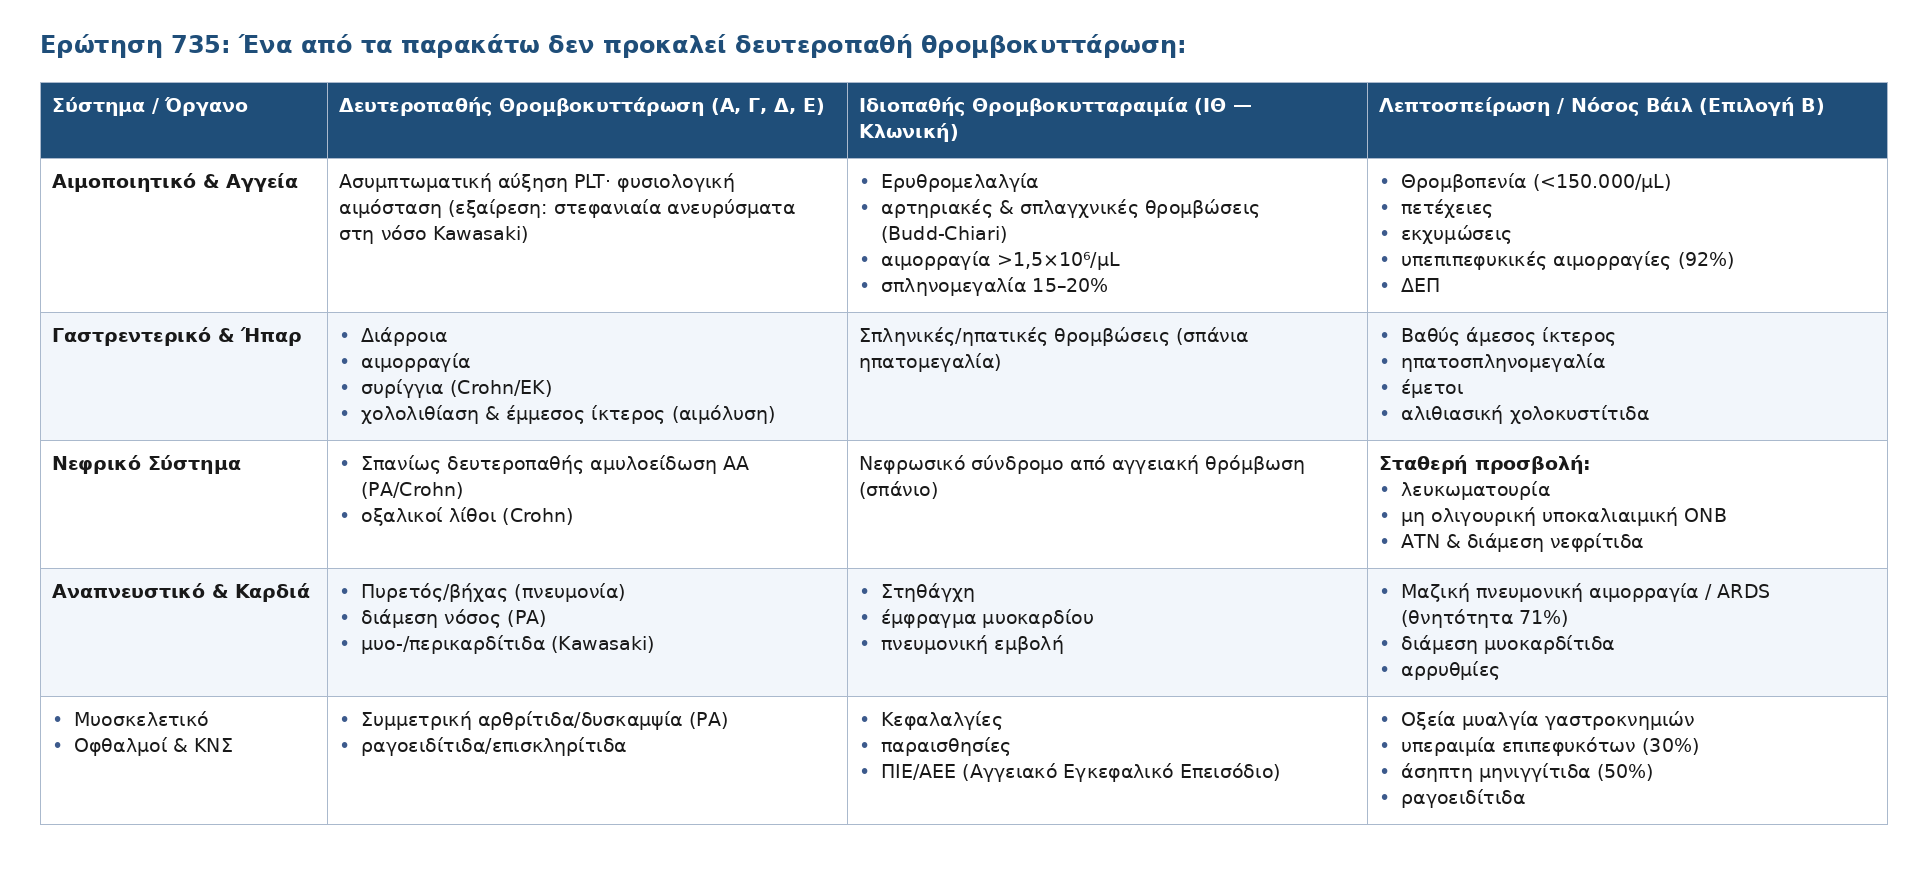 Ερώτηση 735: Ένα από τα παρακάτω δεν προκαλεί δευτεροπαθή θρομβοκυττάρωση:
Σύστημα / Όργανο
Δευτεροπαθής Θρομβοκυττάρωση (Α, Γ, Δ, Ε)
Ιδιοπαθής Θρομβοκυτταραιμία (ΙΘ —
Κλωνική)
Λεπτοσπείρωση / Νόσος Βάιλ (Επιλογή Β)
Αιμοποιητικό & Αγγεία
Ασυμπτωματική αύξηση PLT· φυσιολογική
αιμόσταση (εξαίρεση: στεφανιαία ανευρύσματα
στη νόσο Kawasaki)
• Ερυθρομελαλγία
• αρτηριακές & σπλαγχνικές θρομβώσεις
(Budd-Chiari)
• αιμορραγία >1,5×10⁶/μL
• σπληνομεγαλία 15–20%
• Θρομβοπενία (<150.000/μL)
• πετέχειες
• εκχυμώσεις
• υπεπιπεφυκικές αιμορραγίες (92%)
• ΔΕΠ
Γαστρεντερικό & Ήπαρ
• Διάρροια
• αιμορραγία
• συρίγγια (Crohn/ΕΚ)
• χολολιθίαση & έμμεσος ίκτερος (αιμόλυση)
Σπληνικές/ηπατικές θρομβώσεις (σπάνια
ηπατομεγαλία)
• Βαθύς άμεσος ίκτερος
• ηπατοσπληνομεγαλία
• έμετοι
• αλιθιασική χολοκυστίτιδα
Νεφρικό Σύστημα
• Σπανίως δευτεροπαθής αμυλοείδωση ΑΑ
(ΡΑ/Crohn)
• οξαλικοί λίθοι (Crohn)
Νεφρωσικό σύνδρομο από αγγειακή θρόμβωση
(σπάνιο)
Σταθερή προσβολή:
• λευκωματουρία
• μη ολιγουρική υποκαλιαιμική ΟΝΒ
• ATN & διάμεση νεφρίτιδα
Αναπνευστικό & Καρδιά
• Πυρετός/βήχας (πνευμονία)
• διάμεση νόσος (ΡΑ)
• μυο-/περικαρδίτιδα (Kawasaki)
• Στηθάγχη
• έμφραγμα μυοκαρδίου
• πνευμονική εμβολή
• Μαζική πνευμονική αιμορραγία / ARDS
(θνητότητα 71%)
• διάμεση μυοκαρδίτιδα
• αρρυθμίες
• Μυοσκελετικό
• Οφθαλμοί & ΚΝΣ
• Συμμετρική αρθρίτιδα/δυσκαμψία (ΡΑ)
• ραγοειδίτιδα/επισκληρίτιδα
• Κεφαλαλγίες
• παραισθησίες
• ΠΙΕ/ΑΕΕ (Αγγειακό Εγκεφαλικό Επεισόδιο)
• Οξεία μυαλγία γαστροκνημιών
• υπεραιμία επιπεφυκότων (30%)
• άσηπτη μηνιγγίτιδα (50%)
• ραγοειδίτιδα